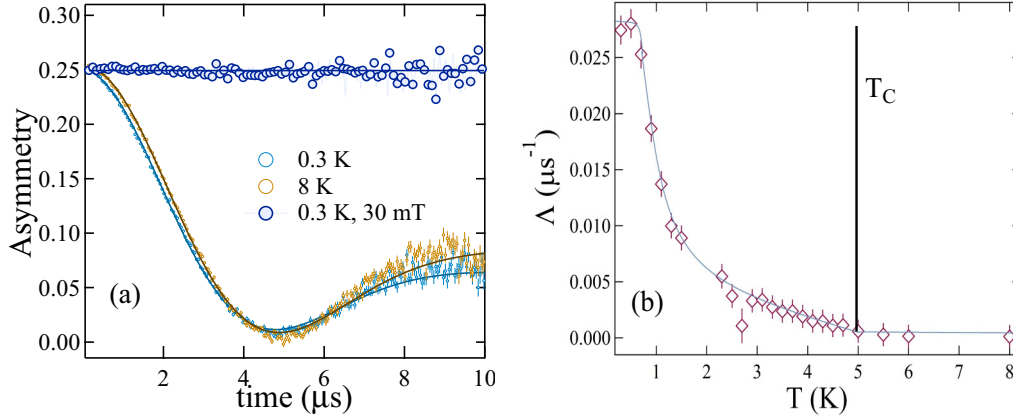 0.30
0.25
0.20
0.15
0.10
0.05
0.00
Asymmetry
0.3 K
8 K
0.3 K, 30 mT
(a)
2
4
6
8
10
time (μs)
0.025
0.020
0.015
0.010
0.005
0.000
Λ (μs⁻¹)
T_C
(b)
1
2
3
4
5
6
7
8
T (K)